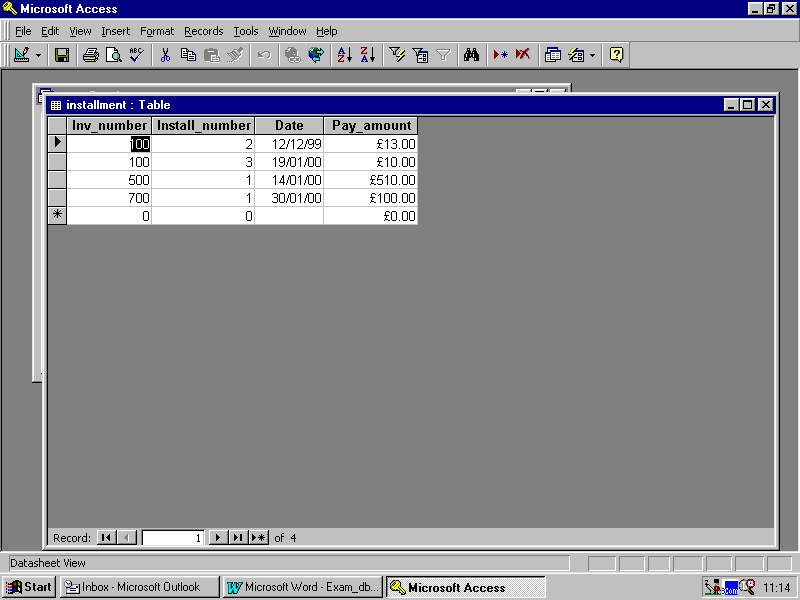 Microsoft Access
File Edit View Insert Format Records Tools Window Help
installment : Table
Inv_number Install_number Date Pay_amount
100 2 12/12/99 £13.00
100 3 19/01/00 £10.00
500 1 14/01/00 £510.00
700 1 30/01/00 £100.00
* 0 0 £0.00
Record: 1 of 4
Datasheet View
Start Inbox - Microsoft Outlook Microsoft Word - Exam_db... Microsoft Access 11:14